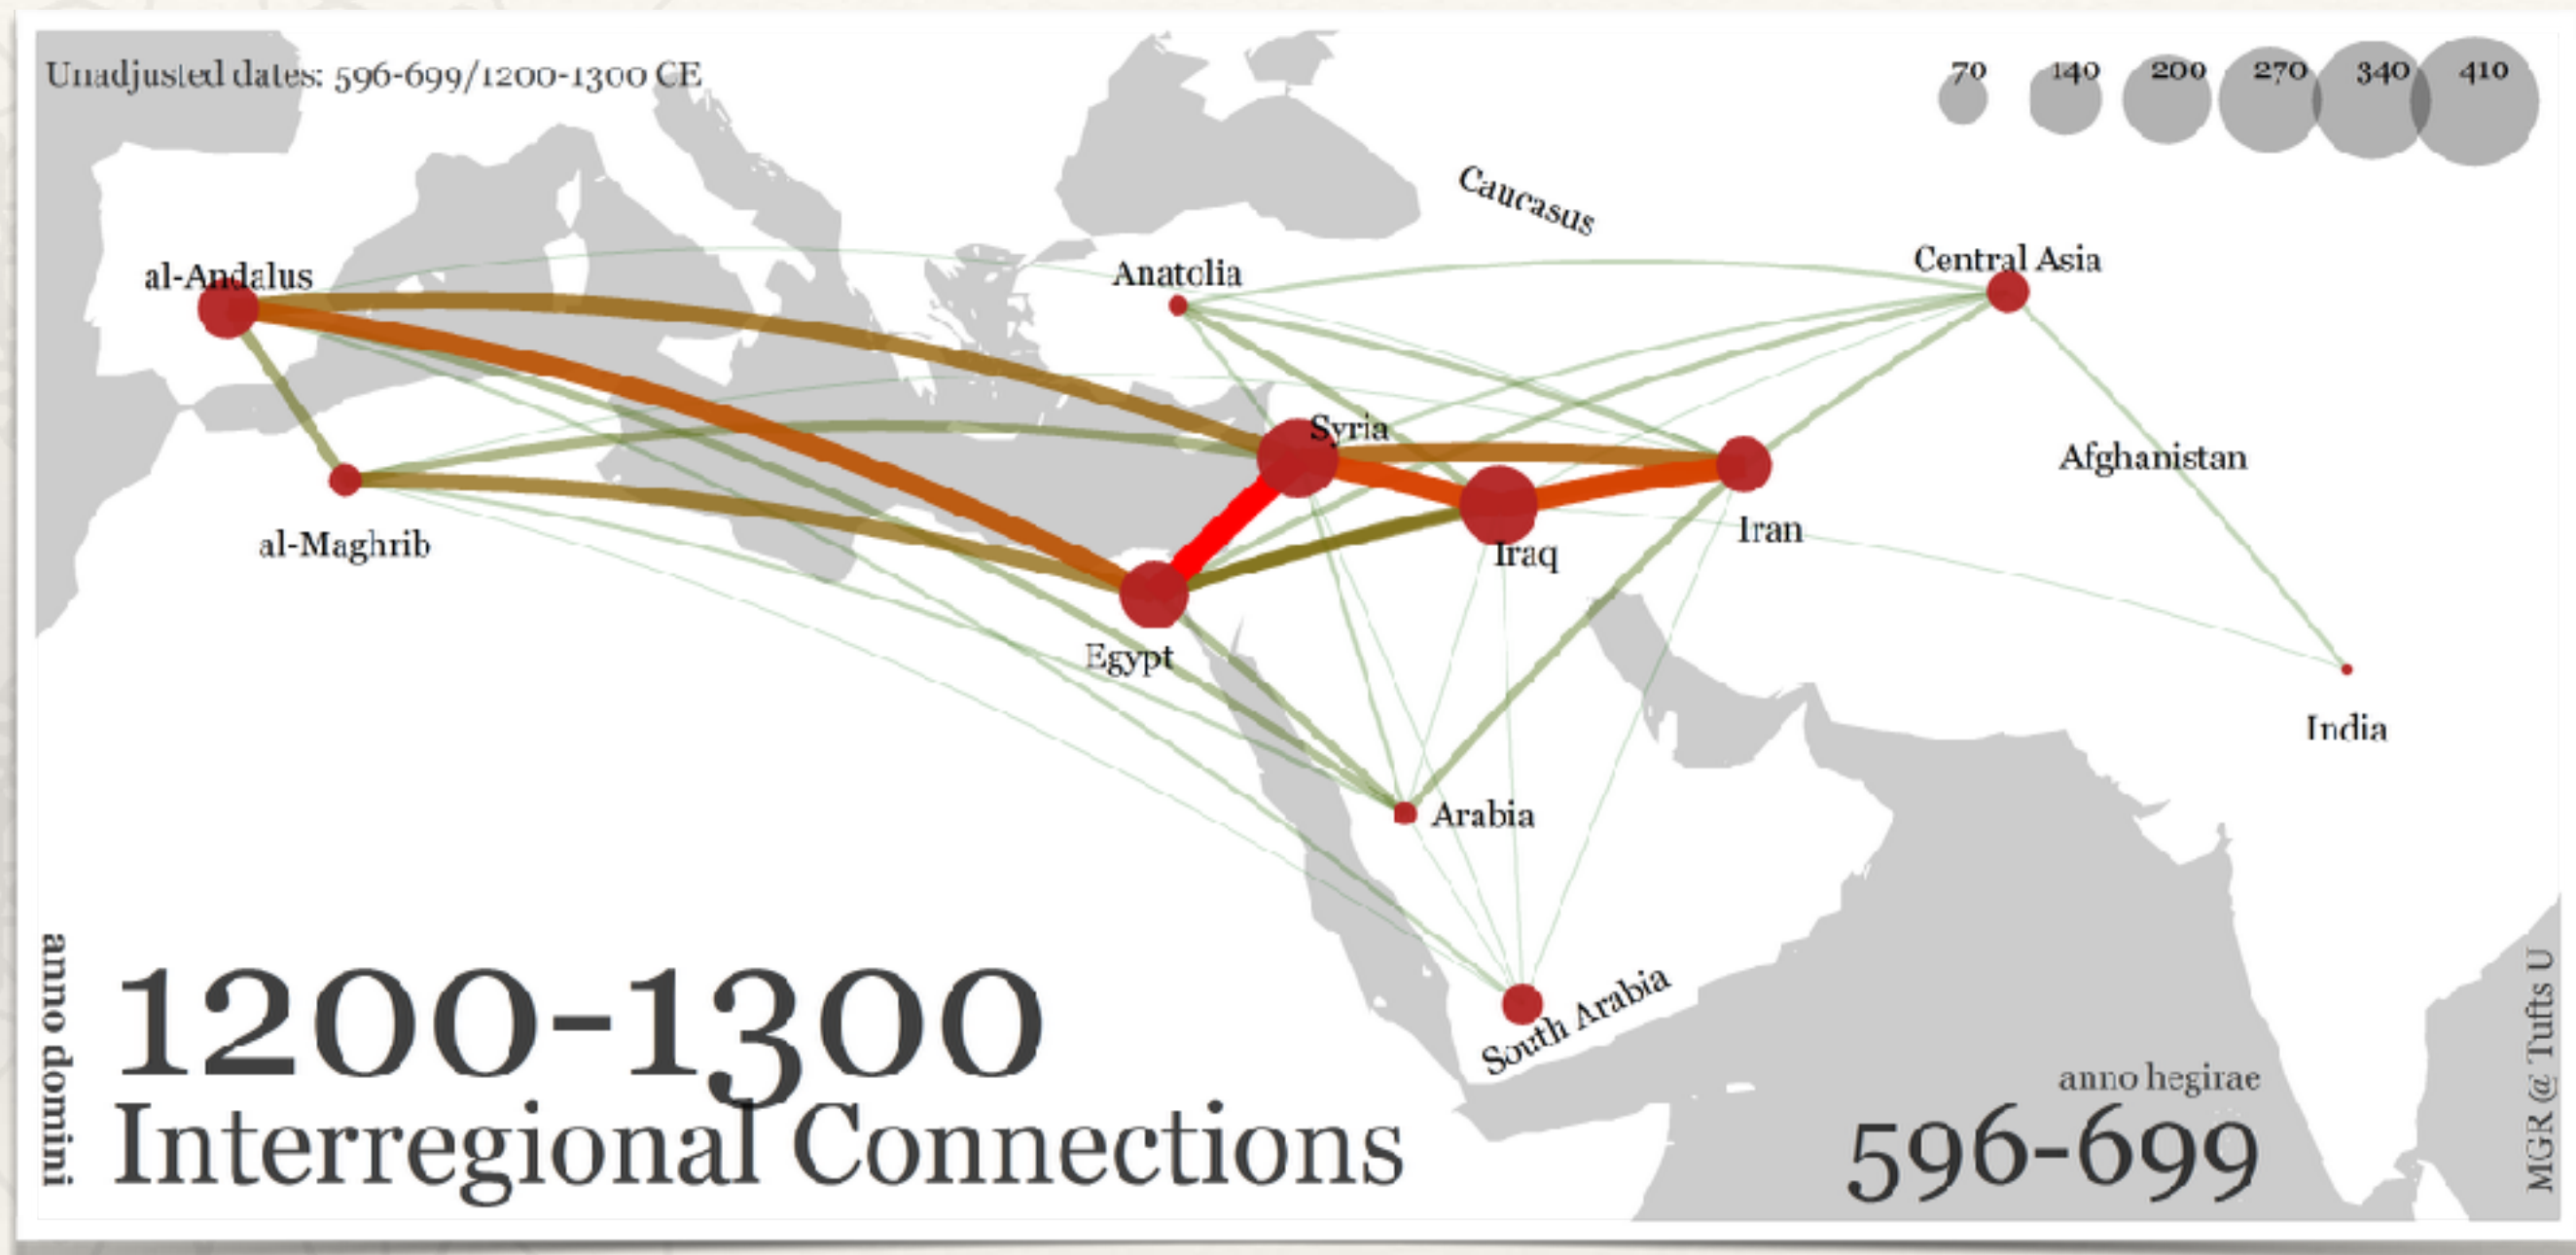 Unadjusted dates: 596-699/1200-1300 CE
70 140 200 270 340 410
Caucasus
al-Andalus
Anatolia
Central Asia
Syria
Afghanistan
al-Maghrib
Iraq
Iran
Egypt
India
Arabia
South Arabia
anno domini
1200-1300
Interregional Connections
anno hegirae
596-699
MGR @ Tufts U